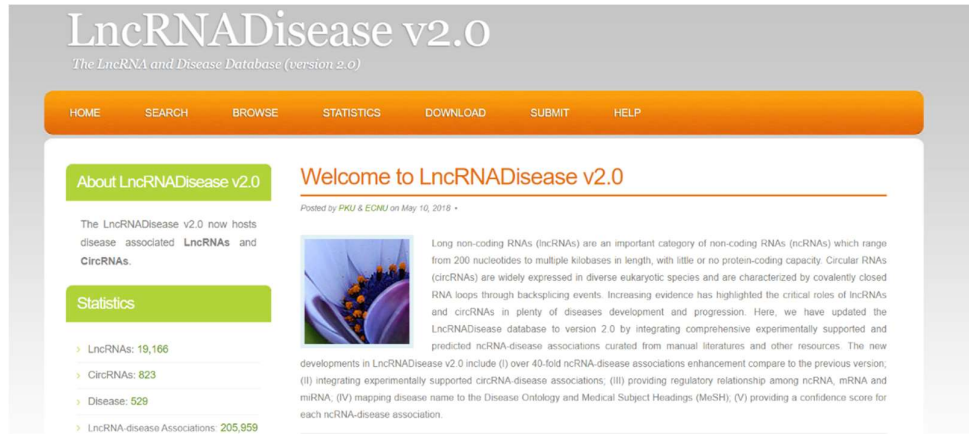 LncRNADisease v2.0
The LncRNA and Disease Database (version 2.0)
HOME SEARCH BROWSE STATISTICS DOWNLOAD SUBMIT HELP
About LncRNADisease v2.0
The LncRNADisease v2.0 now hosts
disease associated LncRNAs and
CircRNAs.
Statistics
LncRNAs: 19,166
CircRNAs: 823
Disease: 529
LncRNA-disease Associations: 205,959
Welcome to LncRNADisease v2.0
Posted by PKU & ECNU on May 10, 2018 •
Long non-coding RNAs (lncRNAs) are an important category of non-coding RNAs (ncRNAs) which range
from 200 nucleotides to multiple kilobases in length, with little or no protein-coding capacity. Circular RNAs
(circRNAs) are widely expressed in diverse eukaryotic species and are characterized by covalently closed
RNA loops through backsplicing events. Increasing evidence has highlighted the critical roles of lncRNAs
and circRNAs in plenty of diseases development and progression. Here, we have updated the
LncRNADisease database to version 2.0 by integrating comprehensive experimentally supported and
predicted ncRNA-disease associations curated from manual literatures and other resources. The new
developments in LncRNADisease v2.0 include (I) over 40-fold ncRNA-disease associations enhancement compare to the previous version;
(II) integrating experimentally supported circRNA-disease associations; (III) providing regulatory relationship among ncRNA, mRNA and
miRNA; (IV) mapping disease name to the Disease Ontology and Medical Subject Headings (MeSH); (V) providing a confidence score for
each ncRNA-disease association.